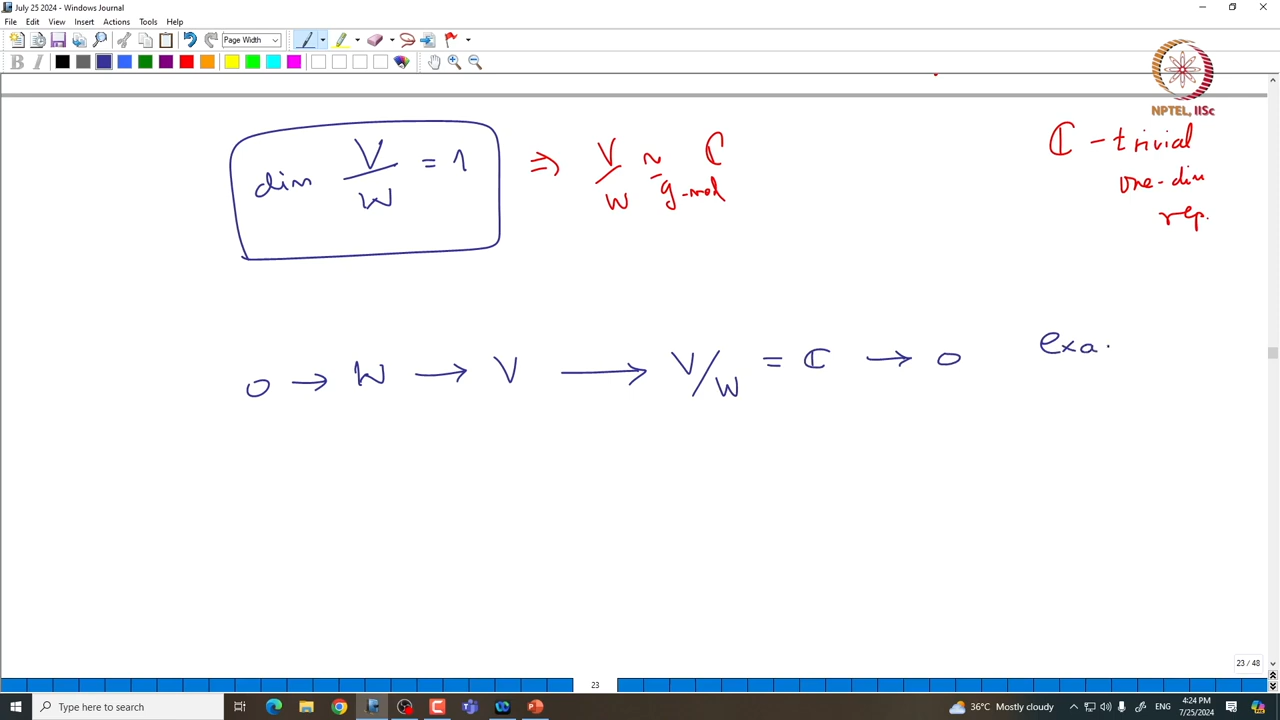 July 25 2024 - Windows Journal
File Edit View Insert Actions Tools Help
Page Width
B I
NPTEL, IISc
dim V/W = 1 ⇒ V/W ≃ ℂ
g-mod
ℂ - trivial
one-dim
rep.
0 → W → V → V/W = ℂ → 0 exa.
23 / 48
23
Type here to search
36°C Mostly cloudy
ENG
4:24 PM
7/25/2024